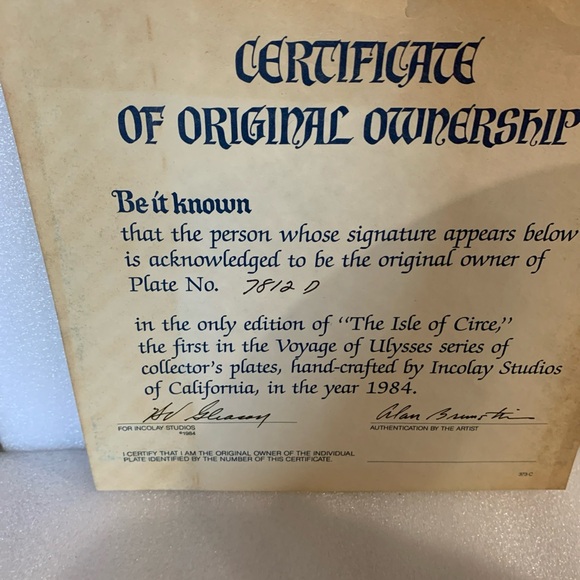 CERTIFICATE
OF ORIGINAL OWNERSHIP
Be it known
that the person whose signature appears below
is acknowledged to be the original owner of
Plate No. 7812 D
in the only edition of "The Isle of Circe,"
the first in the Voyage of Ulysses series of
collector's plates, hand-crafted by Incolay Studios
of California, in the year 1984.
Alan
FOR INCOLAY STUDIOS
AUTHENTICATION BY THE ARTIST
©1984
I CERTIFY THAT I AM THE ORIGINAL OWNER OF THE INDIVIDUAL
PLATE IDENTIFIED BY THE NUMBER OF THIS CERTIFICATE.